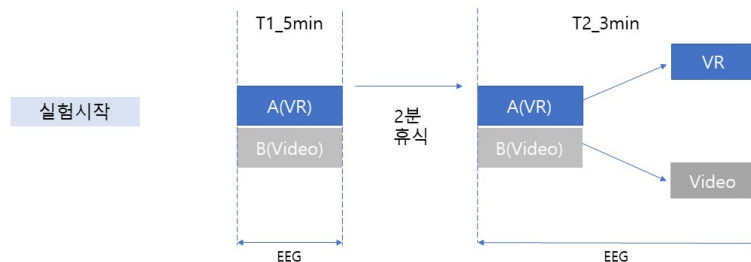 T1_5min
T2_3min
VR
실험시작
A(VR)
2분
휴식
A(VR)
B(Video)
B(Video)
Video
EEG
EEG